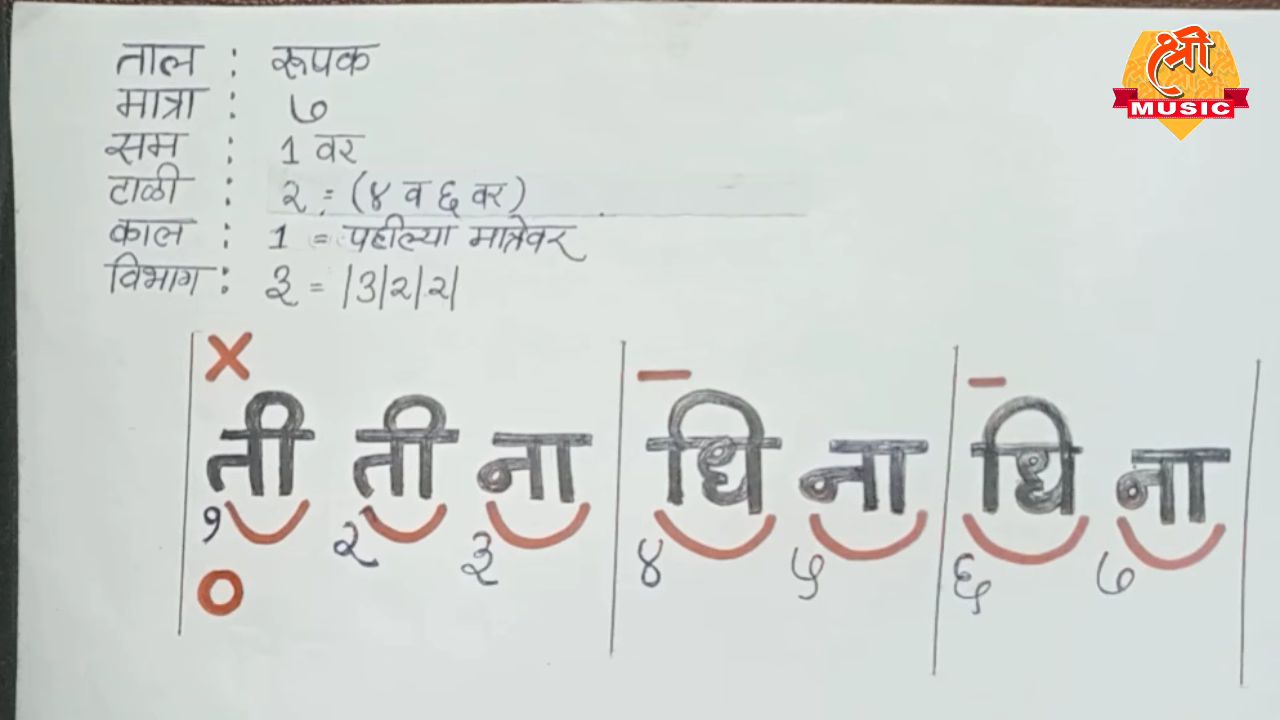 ताल : रूपक
मात्रा : ७
सम : 1 वर
टाळी : २ = (४ व ६ वर)
काल : 1 = पहील्या मात्रेवर
विभाग : ३ = |3|२|२|
श्री
MUSIC
X – –
ती ती ना धि ना धि ना
१ २ ३ ४ ५ ६ ७
०